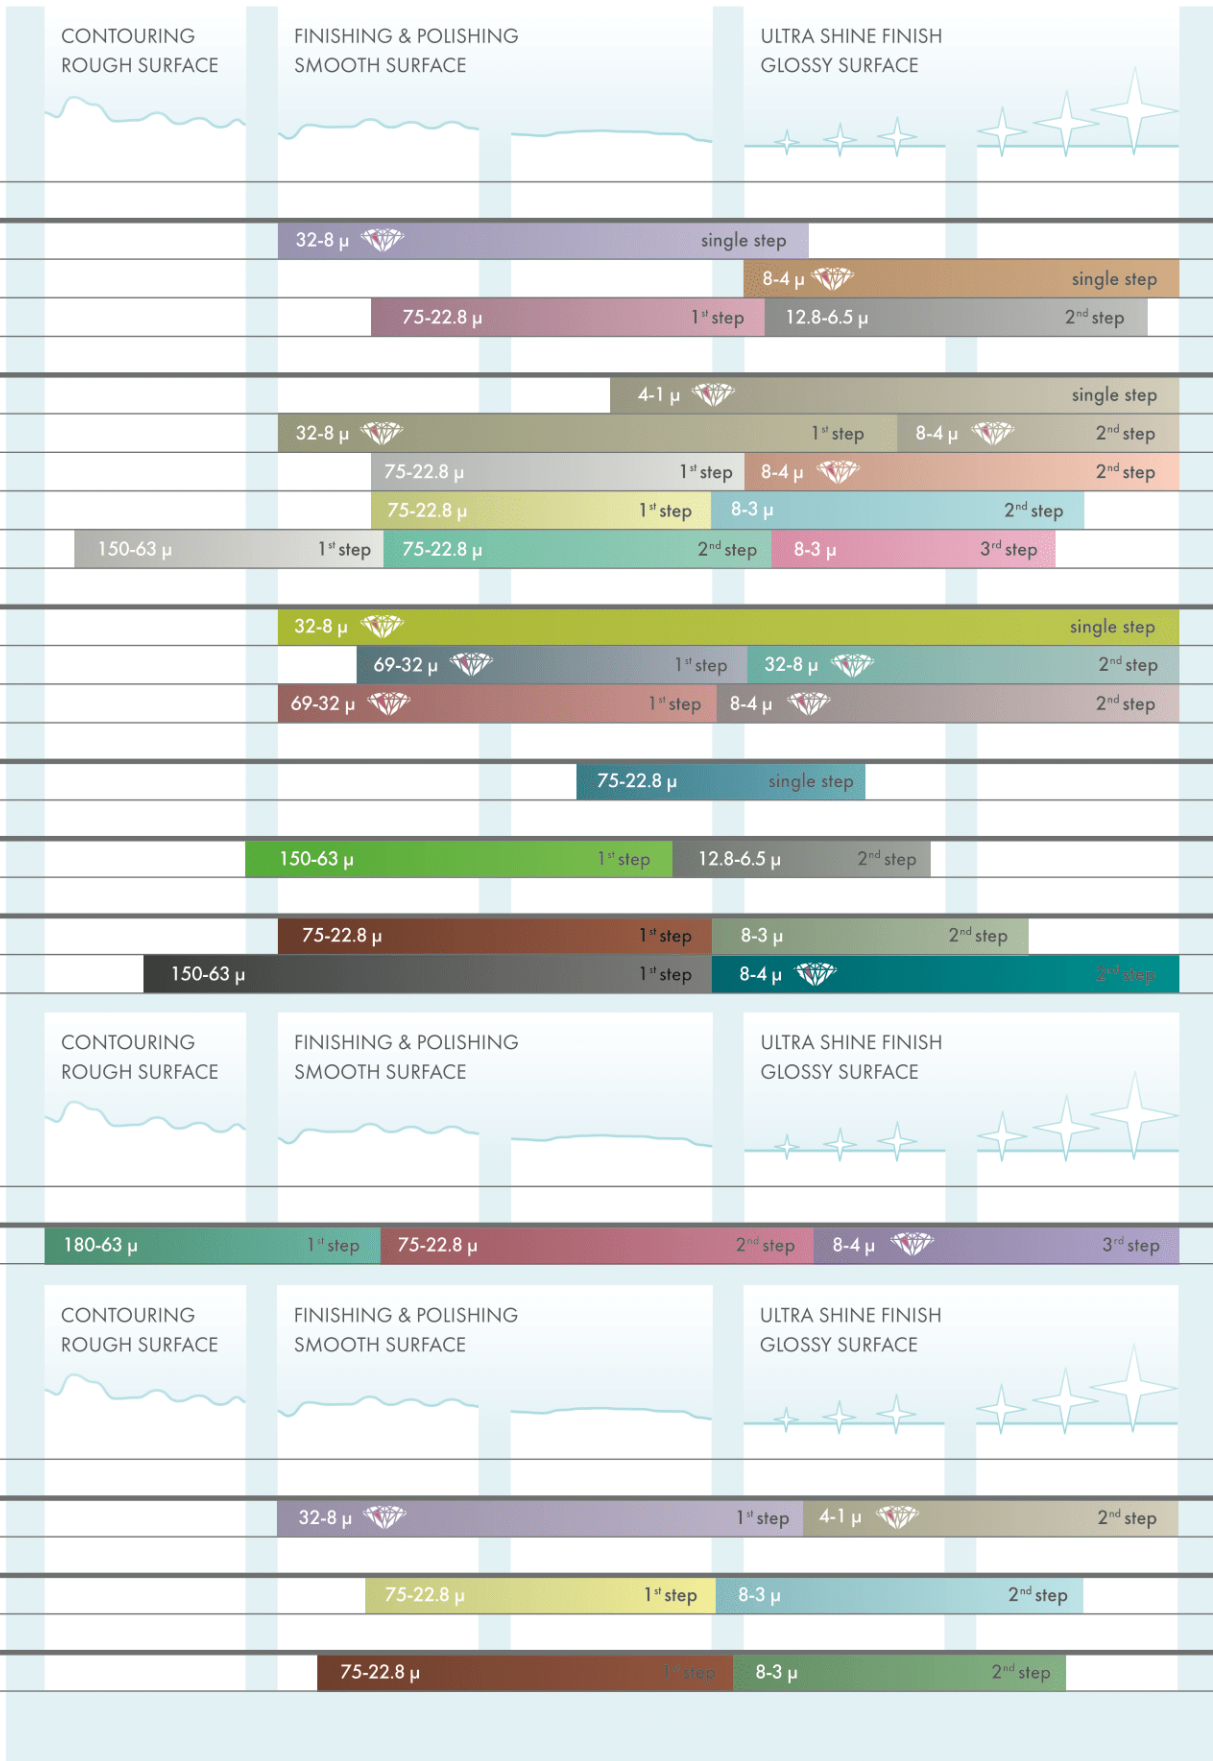 CONTOURING
ROUGH SURFACE
FINISHING & POLISHING
SMOOTH SURFACE
ULTRA SHINE FINISH
GLOSSY SURFACE
32-8 µ single step
8-4 µ single step
75-22.8 µ 1st step 12.8-6.5 µ 2nd step
4-1 µ single step
32-8 µ 1st step 8-4 µ 2nd step
75-22.8 µ 1st step 8-4 µ 2nd step
75-22.8 µ 1st step 8-3 µ 2nd step
150-63 µ 1st step 75-22.8 µ 2nd step 8-3 µ 3rd step
32-8 µ single step
69-32 µ 1st step 32-8 µ 2nd step
69-32 µ 1st step 8-4 µ 2nd step
75-22.8 µ single step
150-63 µ 1st step 12.8-6.5 µ 2nd step
75-22.8 µ 1st step 8-3 µ 2nd step
150-63 µ 1st step 8-4 µ 2nd step
CONTOURING
ROUGH SURFACE
FINISHING & POLISHING
SMOOTH SURFACE
ULTRA SHINE FINISH
GLOSSY SURFACE
180-63 µ 1st step 75-22.8 µ 2nd step 8-4 µ 3rd step
CONTOURING
ROUGH SURFACE
FINISHING & POLISHING
SMOOTH SURFACE
ULTRA SHINE FINISH
GLOSSY SURFACE
32-8 µ 1st step 4-1 µ 2nd step
75-22.8 µ 1st step 8-3 µ 2nd step
75-22.8 µ 1st step 8-3 µ 2nd step